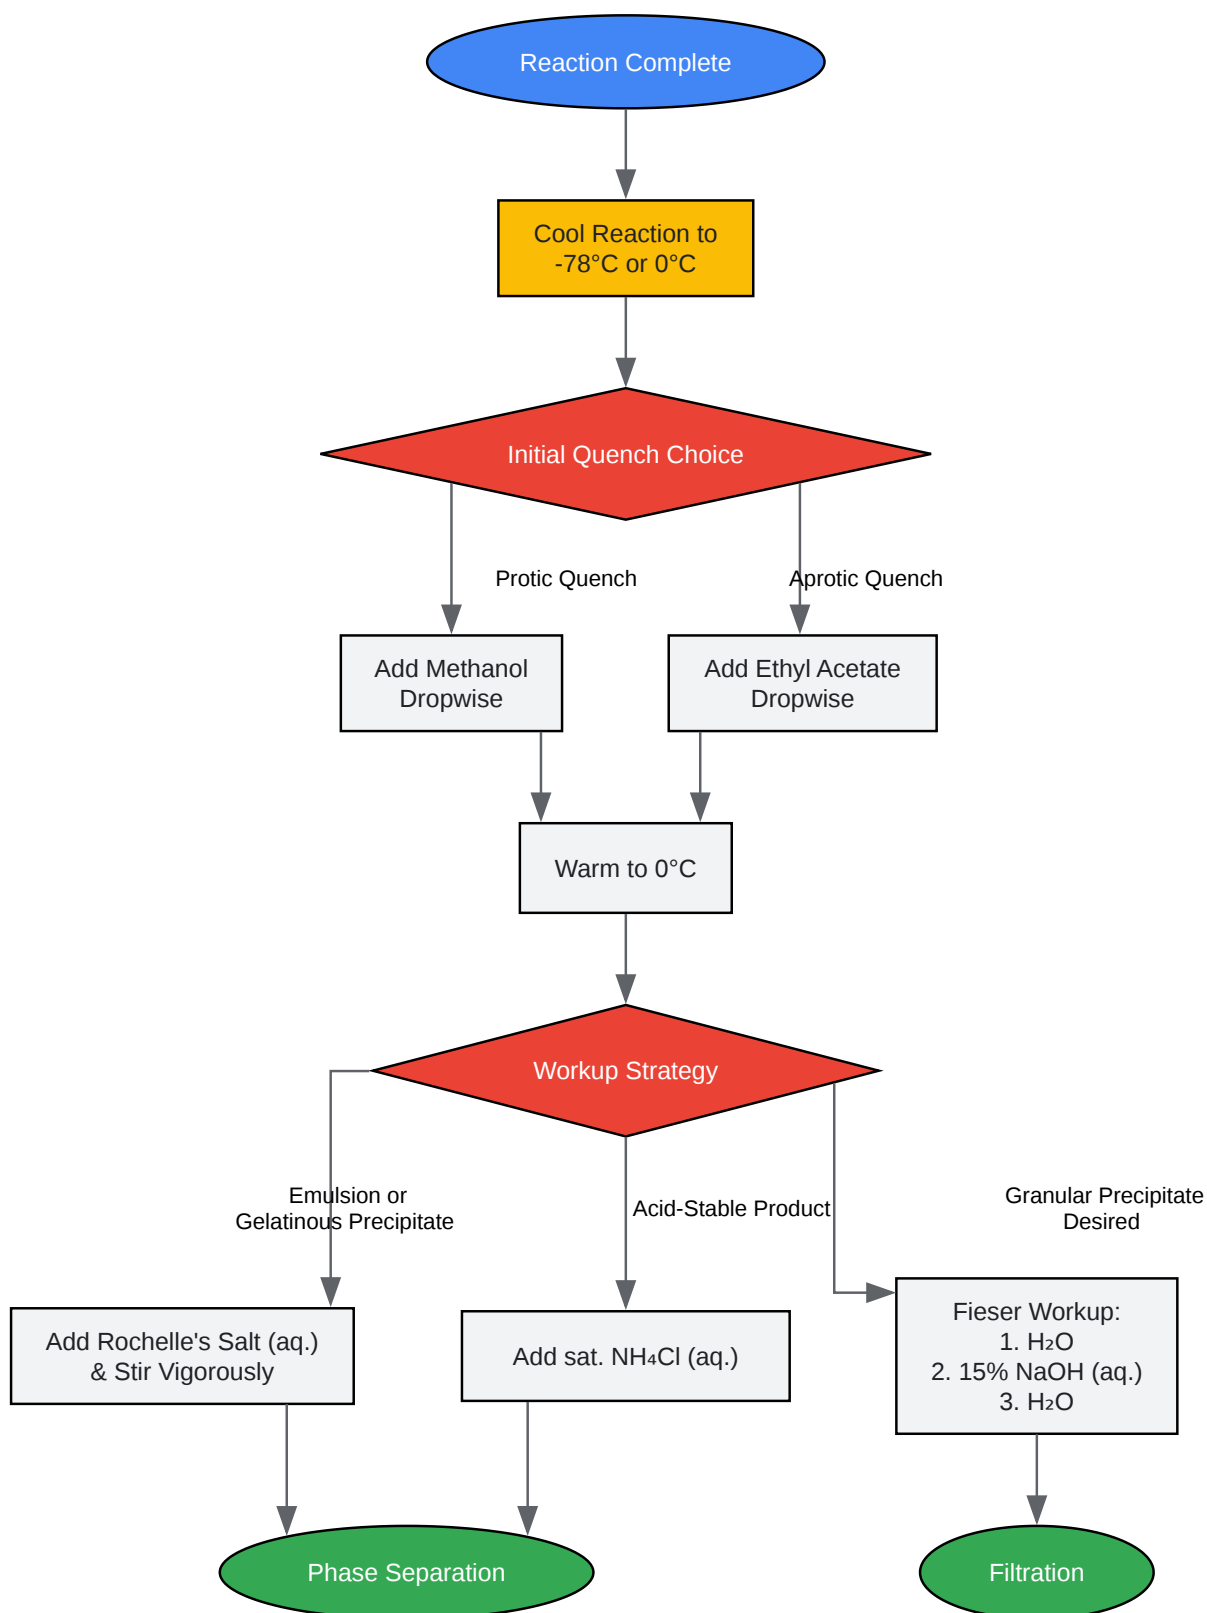 Reaction Complete
Cool Reaction to
-78°C or 0°C
Initial Quench Choice
Protic Quench
Aprotic Quench
Add Methanol
Dropwise
Add Ethyl Acetate
Dropwise
Warm to 0°C
Workup Strategy
Emulsion or
Gelatinous Precipitate
Acid-Stable Product
Granular Precipitate
Desired
Add Rochelle's Salt (aq.)
& Stir Vigorously
Add sat. NH₄Cl (aq.)
Fieser Workup:
1. H₂O
2. 15% NaOH (aq.)
3. H₂O
Phase Separation
Filtration